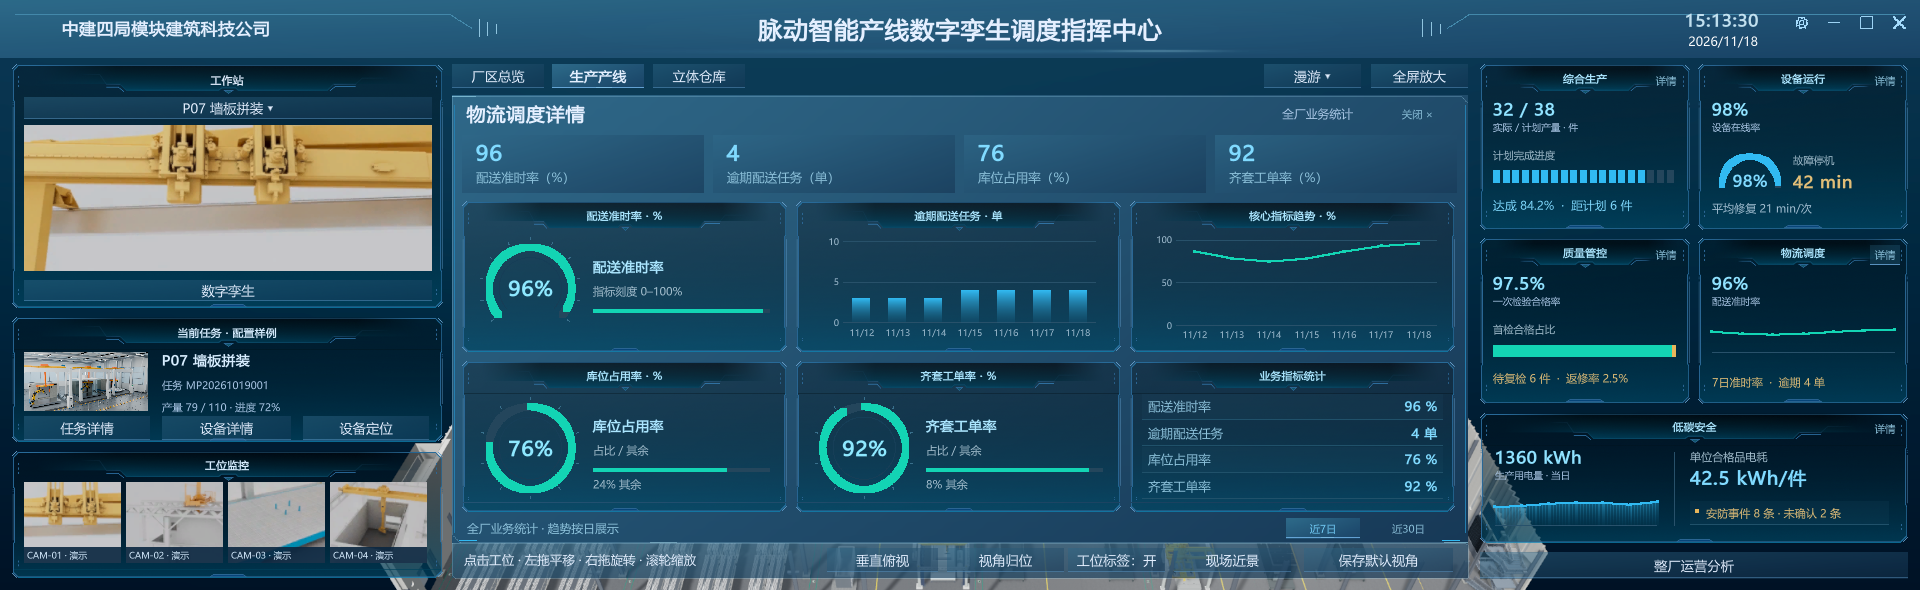 中建四局模块建筑科技公司
脉动智能产线数字孪生调度指挥中心
15:13:30
2026/11/18
工作站
P07 墙板拼装 ▾
数字孪生
当前任务 · 配置样例
P07 墙板拼装
任务 MP20261019001
产量 79 / 110 · 进度 72%
任务详情
设备详情
设备定位
工位监控
CAM-01 · 演示
CAM-02 · 演示
CAM-03 · 演示
CAM-04 · 演示
厂区总览
生产产线
立体仓库
漫游 ▾
全屏放大
物流调度详情
全厂业务统计
关闭 ×
96
配送准时率（%）
4
逾期配送任务（单）
76
库位占用率（%）
92
齐套工单率（%）
配送准时率 · %
96%
配送准时率
指标刻度 0–100%
逾期配送任务 · 单
10
5
0
11/12 11/13 11/14 11/15 11/16 11/17 11/18
核心指标趋势 · %
100
50
0
11/12 11/13 11/14 11/15 11/16 11/17 11/18
库位占用率 · %
76%
库位占用率
占比 / 其余
24% 其余
齐套工单率 · %
92%
齐套工单率
占比 / 其余
8% 其余
业务指标统计
配送准时率 96 %
逾期配送任务 4 单
库位占用率 76 %
齐套工单率 92 %
全厂业务统计 · 趋势按日展示
近7日
近30日
点击工位 · 左拖平移 · 右拖旋转 · 滚轮缩放
垂直俯视
视角归位
工位标签：开
现场近景
保存默认视角
综合生产
详情
32 / 38
实际 / 计划产量 · 件
计划完成进度
达成 84.2% · 距计划 6 件
设备运行
详情
98%
设备在线率
98%
故障停机
42 min
平均修复 21 min/次
质量管控
详情
97.5%
一次检验合格率
首检合格占比
待复检 6 件 · 返修率 2.5%
物流调度
详情
96%
配送准时率
7日准时率 · 逾期 4 单
低碳安全
详情
1360 kWh
生产用电量 · 当日
单位合格品电耗
42.5 kWh/件
安防事件 8 条 · 未确认 2 条
整厂运营分析